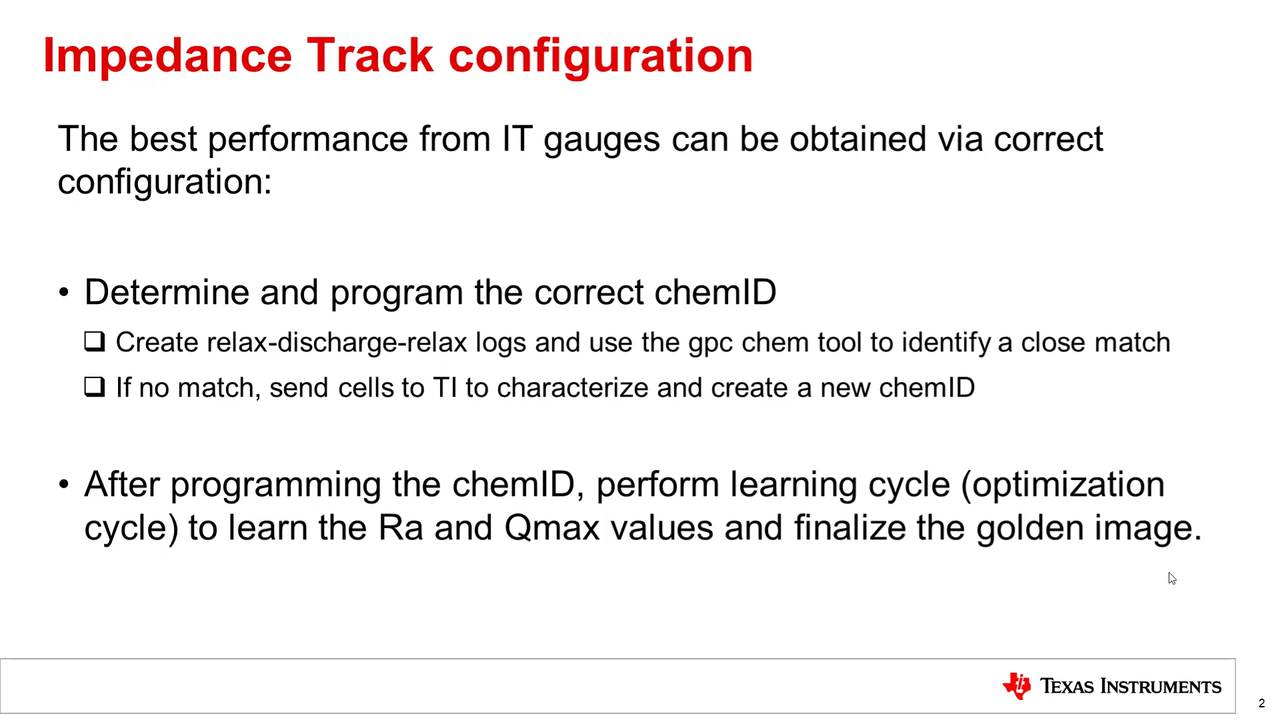 Impedance Track configuration
The best performance from IT gauges can be obtained via correct
configuration:
• Determine and program the correct chemID
❑ Create relax-discharge-relax logs and use the gpc chem tool to identify a close match
❑ If no match, send cells to TI to characterize and create a new chemID
• After programming the chemID, perform learning cycle (optimization
cycle) to learn the Ra and Qmax values and finalize the golden image.
TEXAS INSTRUMENTS
2